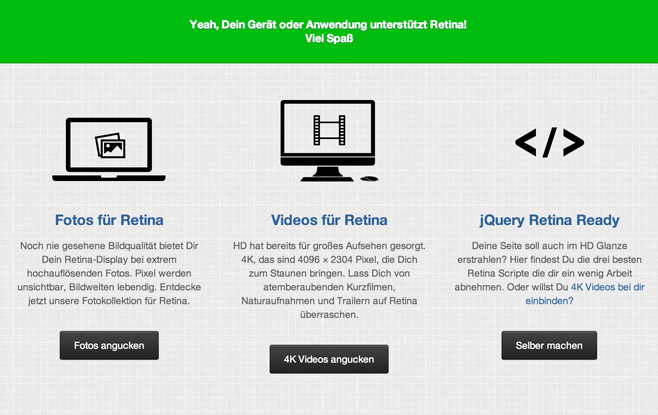 Yeah, Dein Gerät oder Anwendung unterstützt Retina!
Viel Spaß
</>
Fotos für Retina
Noch nie gesehene Bildqualität bietet Dir
Dein Retina-Display bei extrem
hochauflösenden Fotos. Pixel werden
unsichtbar, Bildwelten lebendig. Entdecke
jetzt unsere Fotokollektion für Retina.
Fotos angucken
Videos für Retina
HD hat bereits für großes Aufsehen gesorgt.
4K, das sind 4096 × 2304 Pixel, die Dich
zum Staunen bringen. Lass Dich von
atemberaubenden Kurzfilmen,
Naturaufnahmen und Trailern auf Retina
überraschen.
4K Videos angucken
jQuery Retina Ready
Deine Seite soll auch im HD Glanze
erstrahlen? Hier findest Du die drei besten
Retina Scripte die dir ein wenig Arbeit
abnehmen. Oder willst Du 4K Videos bei dir
einbinden?
Selber machen